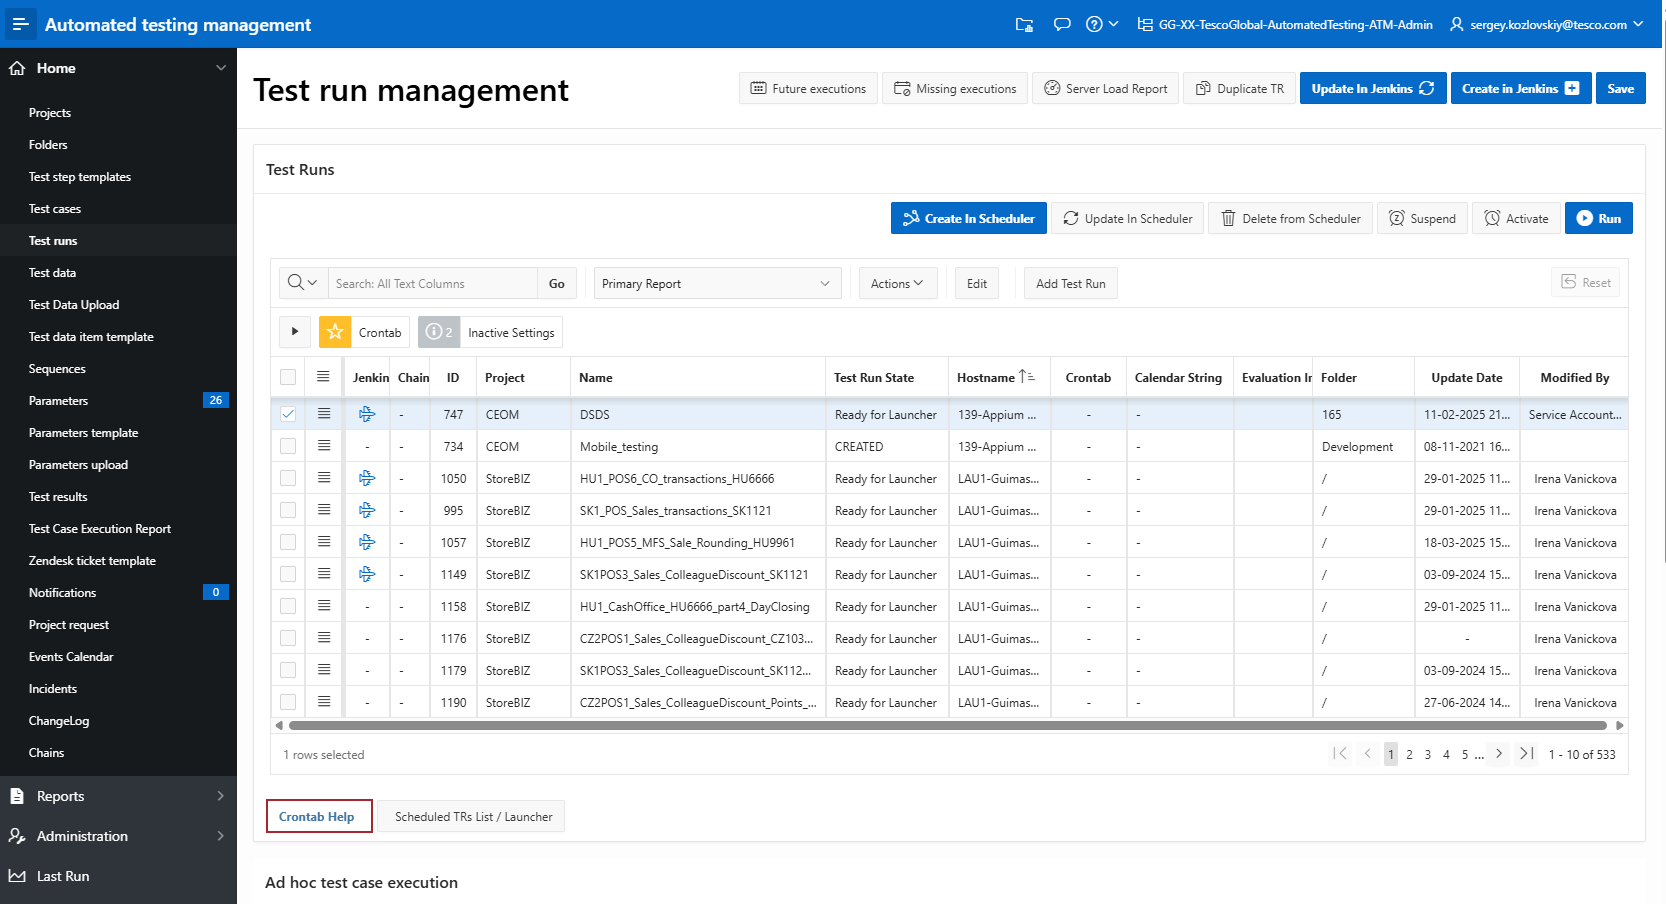 Automated testing management
GG-XX-TescoGlobal-AutomatedTesting-ATM-Admin
sergey.kozlovskiy@tesco.com
Home
Projects
Folders
Test step templates
Test cases
Test runs
Test data
Test Data Upload
Test data item template
Sequences
Parameters 26
Parameters template
Parameters upload
Test results
Test Case Execution Report
Zendesk ticket template
Notifications 0
Project request
Events Calendar
Incidents
ChangeLog
Chains
Reports
Administration
Last Run
Test run management
Future executions Missing executions Server Load Report Duplicate TR Update In Jenkins Create in Jenkins Save
Test Runs
Create In Scheduler Update In Scheduler Delete from Scheduler Suspend Activate Run
Search: All Text Columns Go Primary Report Actions Edit Add Test Run Reset
Crontab 2 Inactive Settings
Jenkin Chain ID Project Name Test Run State Hostname Crontab Calendar String Evaluation In Folder Update Date Modified By
- 747 CEOM DSDS Ready for Launcher 139-Appium ... - - 165 11-02-2025 21... Service Account...
- - 734 CEOM Mobile_testing CREATED 139-Appium ... - - Development 08-11-2021 16...
- 1050 StoreBIZ HU1_POS6_CO_transactions_HU6666 Ready for Launcher LAU1-Guimas... - - / 29-01-2025 11... Irena Vanickova
- 995 StoreBIZ SK1_POS_Sales_transactions_SK1121 Ready for Launcher LAU1-Guimas... - - / 29-01-2025 11... Irena Vanickova
- 1057 StoreBIZ HU1_POS5_MFS_Sale_Rounding_HU9961 Ready for Launcher LAU1-Guimas... - - / 18-03-2025 15... Irena Vanickova
- 1149 StoreBIZ SK1POS3_Sales_ColleagueDiscount_SK1121 Ready for Launcher LAU1-Guimas... - - / 03-09-2024 15... Irena Vanickova
- - 1158 StoreBIZ HU1_CashOffice_HU6666_part4_DayClosing Ready for Launcher LAU1-Guimas... - - / 29-01-2025 11... Irena Vanickova
- - 1176 StoreBIZ CZ2POS1_Sales_ColleagueDiscount_CZ103... Ready for Launcher LAU1-Guimas... - - / - Irena Vanickova
- - 1179 StoreBIZ SK1POS3_Sales_ColleagueDiscount_SK112... Ready for Launcher LAU1-Guimas... - - / 03-09-2024 15... Irena Vanickova
- - 1190 StoreBIZ CZ2POS1_Sales_ColleagueDiscount_Points_... Ready for Launcher LAU1-Guimas... - - / 27-06-2024 14... Irena Vanickova
1 rows selected 1 2 3 4 5 ... 1 - 10 of 533
Crontab Help Scheduled TRs List / Launcher
Ad hoc test case execution